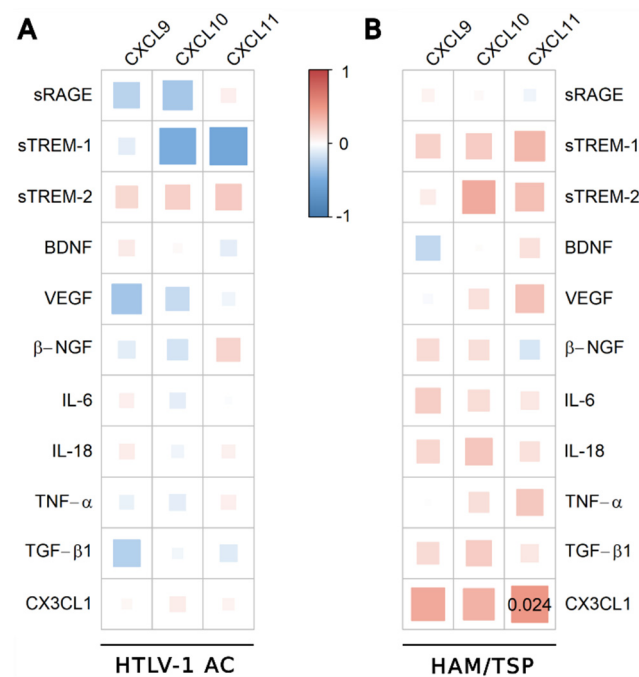 A
CXCL9 CXCL10 CXCL11
sRAGE
sTREM-1
sTREM-2
BDNF
VEGF
β-NGF
IL-6
IL-18
TNF-α
TGF-β1
CX3CL1
HTLV-1 AC
1
0
-1
B
CXCL9 CXCL10 CXCL11
sRAGE
sTREM-1
sTREM-2
BDNF
VEGF
β-NGF
IL-6
IL-18
TNF-α
TGF-β1
0.024 CX3CL1
HAM/TSP